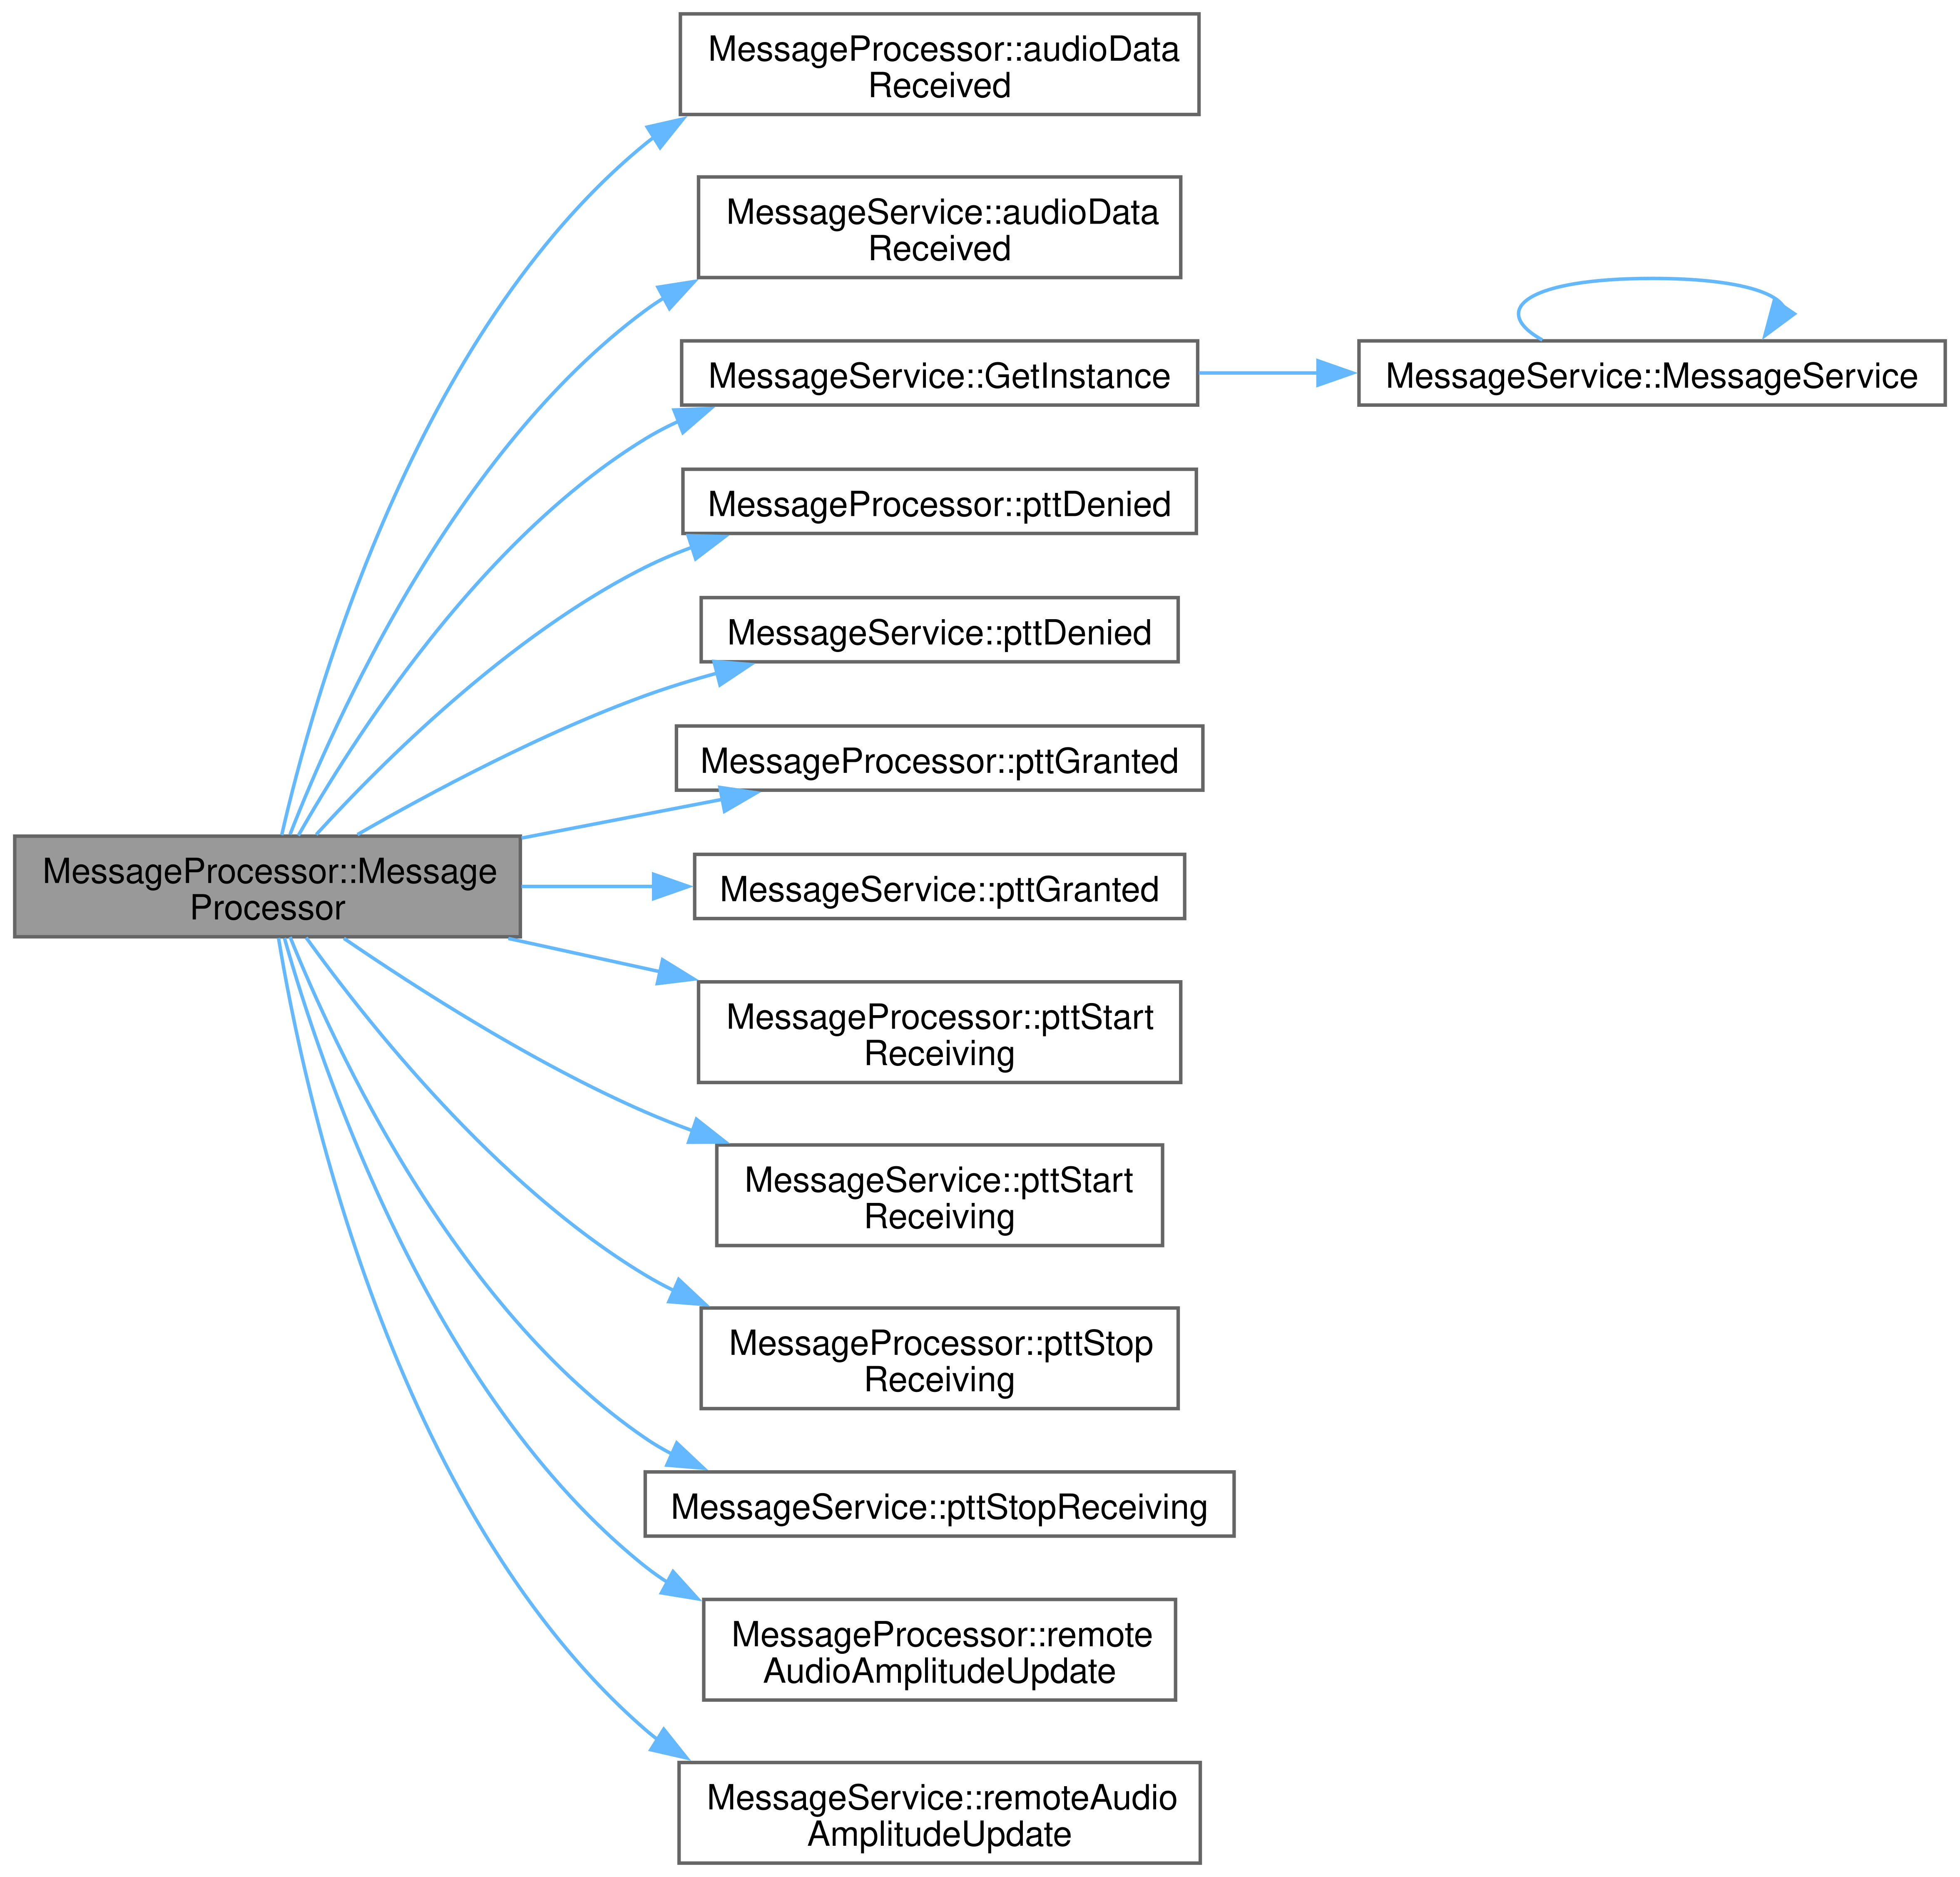 MessageProcessor::audioData
Received
MessageService::audioData
Received
MessageService::GetInstance
MessageService::MessageService
MessageProcessor::pttDenied
MessageService::pttDenied
MessageProcessor::pttGranted
MessageProcessor::Message
Processor
MessageService::pttGranted
MessageProcessor::pttStart
Receiving
MessageService::pttStart
Receiving
MessageProcessor::pttStop
Receiving
MessageService::pttStopReceiving
MessageProcessor::remote
AudioAmplitudeUpdate
MessageService::remoteAudio
AmplitudeUpdate